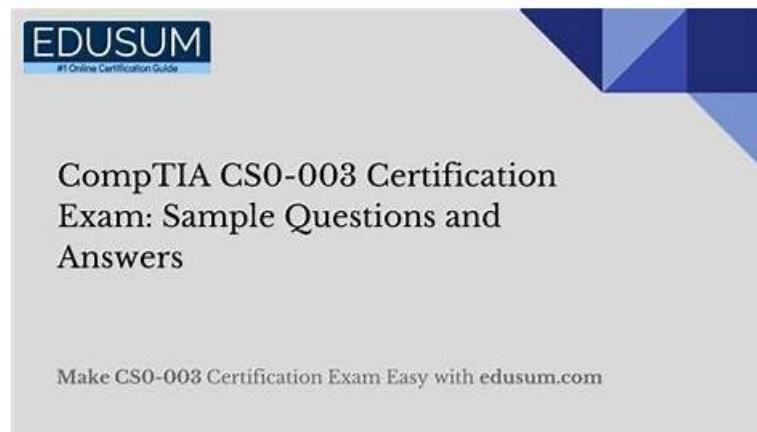 EDUSUM
#1 Online Certification Guide
CompTIA CS0-003 Certification
Exam: Sample Questions and
Answers
Make CS0-003 Certification Exam Easy with edusum.com